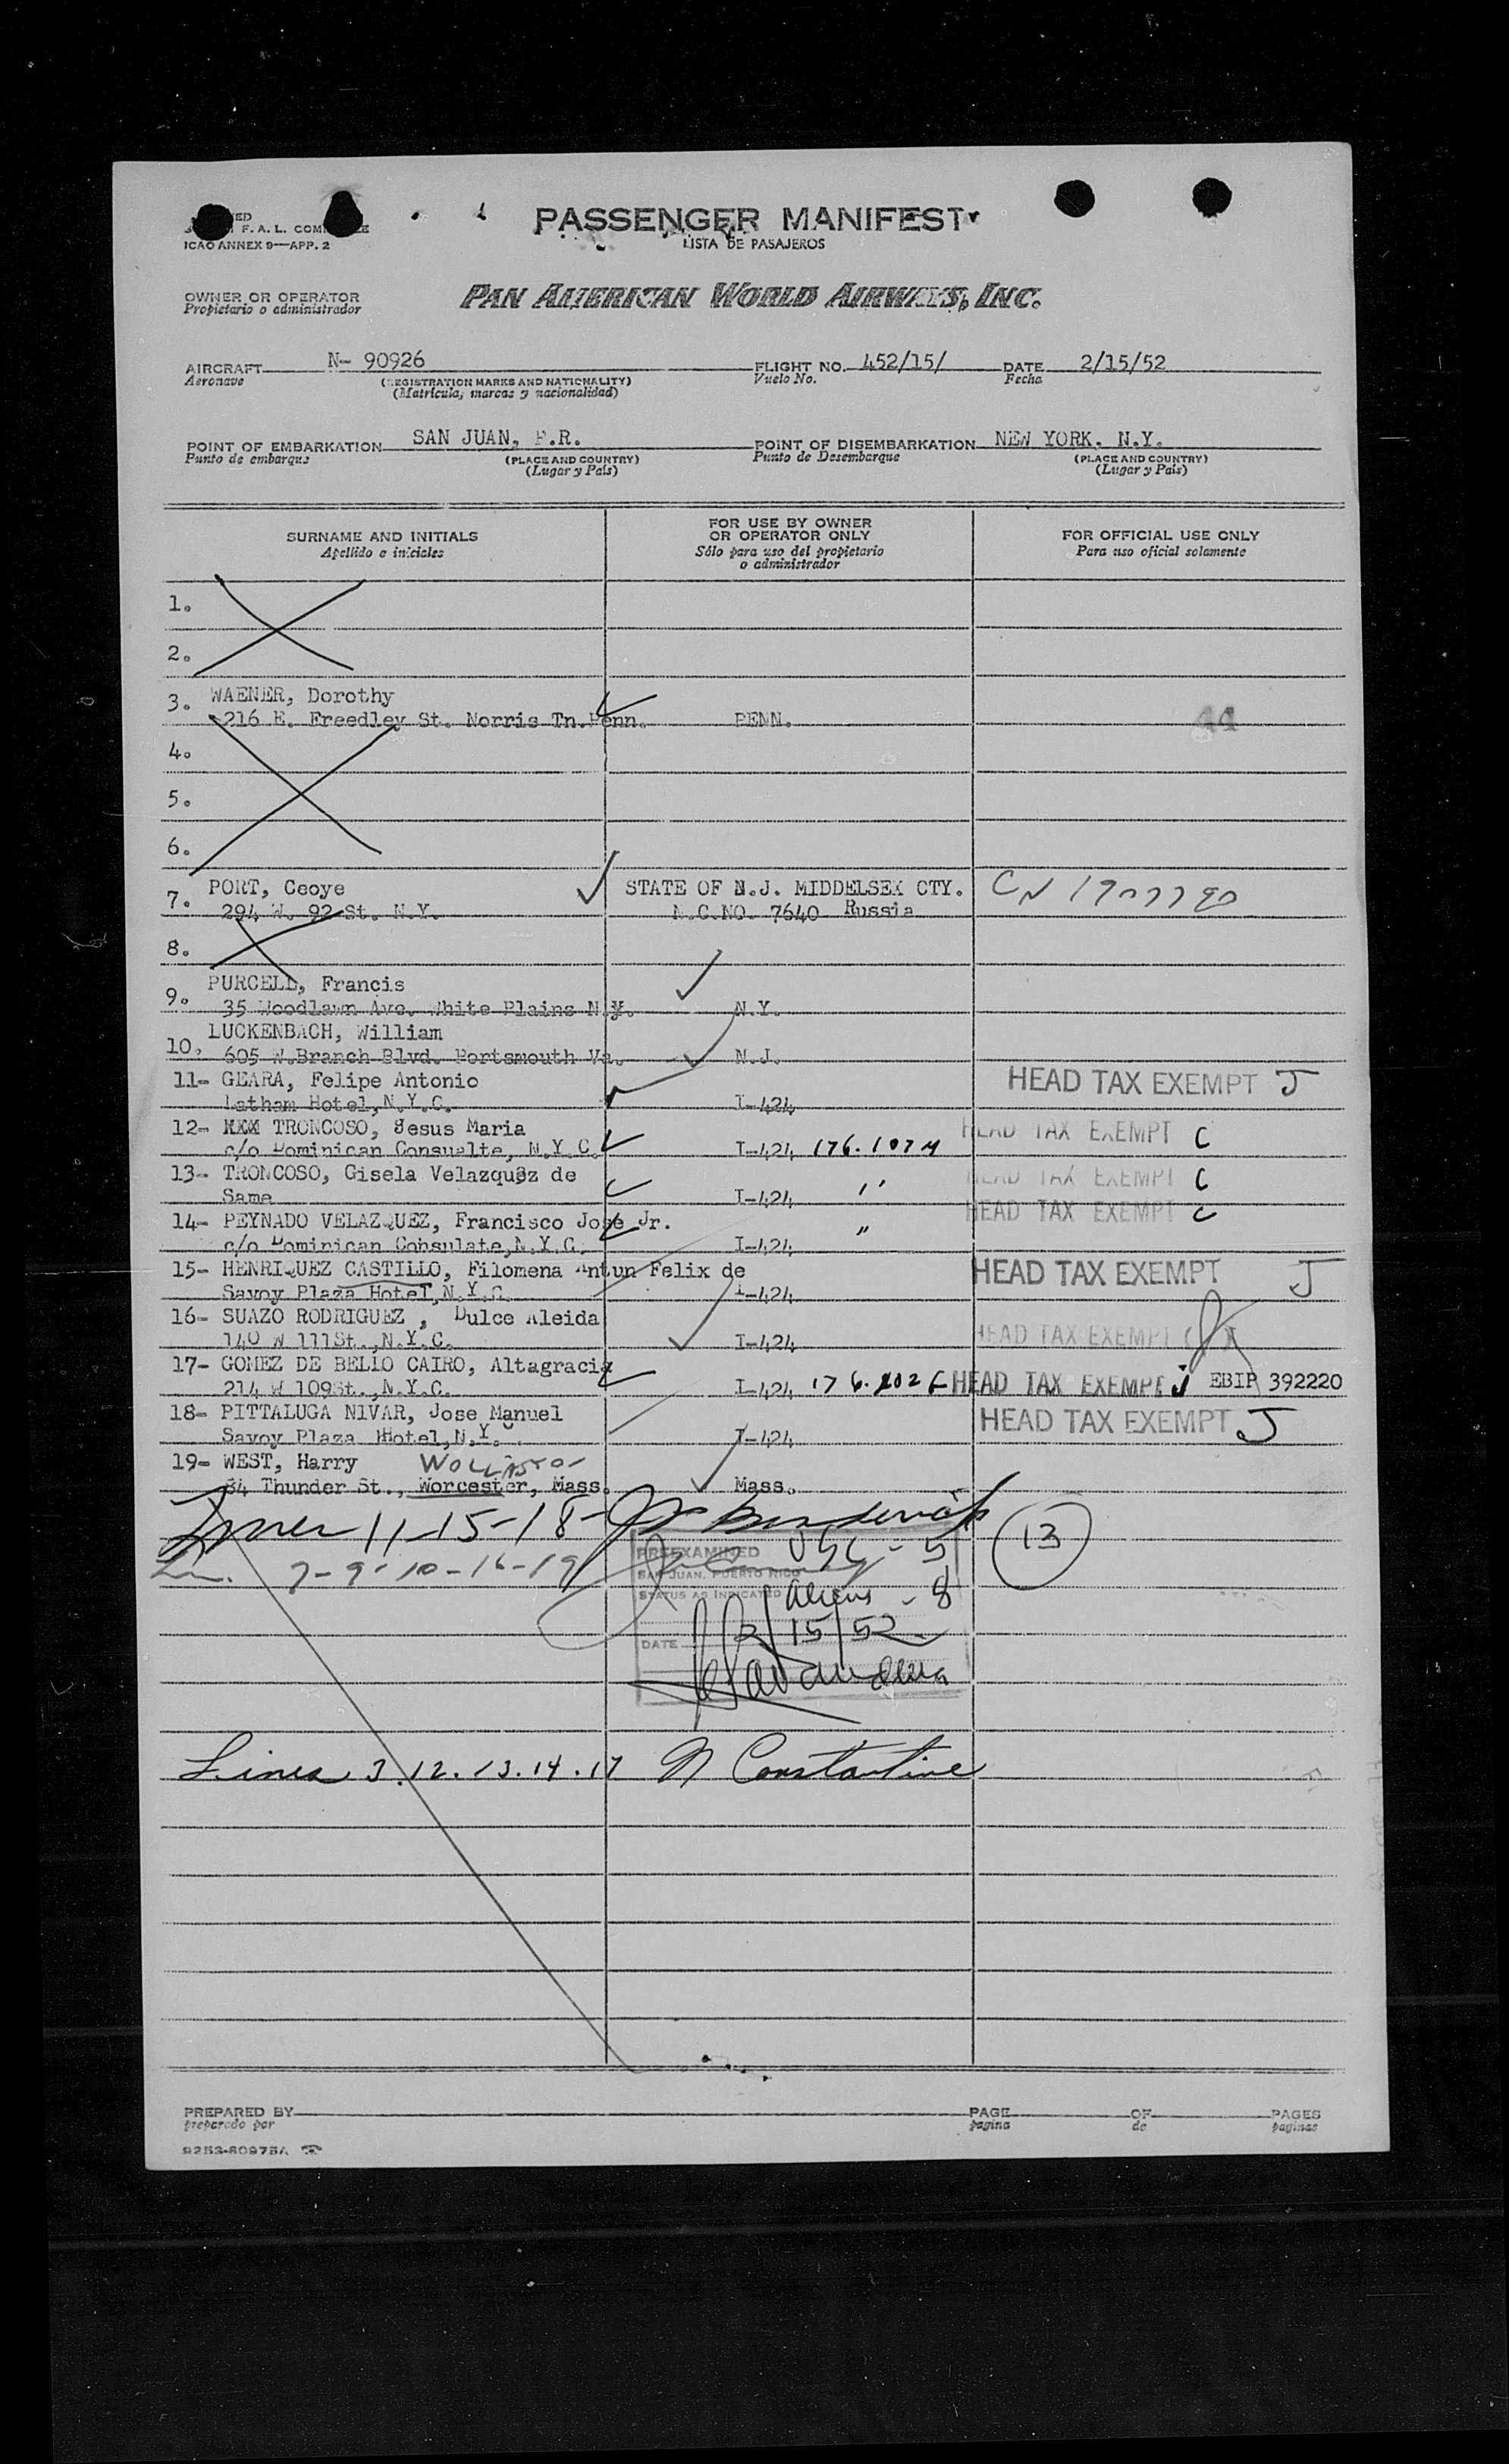 F. A. L.
ICAO ANNEX 9—APP. 2
PASSENGER MANIFEST
LISTA DE PASAJEROS
OWNER OR OPERATOR
Propietario o administrador
PAN AMERICAN WORLD AIRWAYS, INC.
AIRCRAFT N- 90926 FLIGHT NO. 452/15/ DATE 2/15/52
Aeronave (REGISTRATION MARKS AND NATIONALITY) Vuelo No. Fecha
(Matrícula, marcas y nacionalidad)
POINT OF EMBARKATION SAN JUAN, P.R. POINT OF DISEMBARKATION NEW YORK. N.Y.
Punto de embarque (PLACE AND COUNTRY) Punto de Desembarque (PLACE AND COUNTRY)
(Lugar y País) (Lugar y País)
SURNAME AND INITIALS FOR USE BY OWNER OR OPERATOR ONLY FOR OFFICIAL USE ONLY
Apellido e iniciales Sólo para uso del propietario o administrador Para uso oficial solamente
1.
2.
3. WAENER, Dorothy
216 E. Freedley St. Norris Tn. Penn. PENN. 44
4.
5.
6.
7. PORT, Ceoye STATE OF N.J. MIDDELSEX CTY.
294 W. 92 St. N.Y. N.C.NO. 7640 Russia
8.
9. PURCELL, Francis
35 Woodlawn Ave. White Plains N.Y. N.Y.
10. LUCKENBACH, William
605 W.Branch Blvd. Portsmouth Va. N.J.
11- GEARA, Felipe Antonio HEAD TAX EXEMPT J
Latham Hotel,N.Y.C. I-424
12- TRONCOSO, Jesus Maria HEAD TAX EXEMPT C
c/o Dominican Consualte, N.Y.C. I-424 176.107 M
13- TRONCOSO, Gisela Velazquez de HEAD TAX EXEMPT C
Same I-424 "
14- PEYNADO VELAZQUEZ, Francisco Jose Jr. HEAD TAX EXEMPT C
c/o Dominican Cohsulate,N.Y.C. I-424 "
15- HENRIQUEZ CASTILLO, Filomena Antun Felix de HEAD TAX EXEMPT J
Savoy Plaza Hotel,N.Y.C. I-424
16- SUAZO RODRIGUEZ , Dulce Aleida
140 W 111St.,N.Y.C. I-424 HEAD TAX EXEMPT
17- GOMEZ DE BELLO CAIRO, Altagracia
214 W 109St.,N.Y.C. I-424 HEAD TAX EXEMPT J EBIP 392220
18- PITTALUGA NIVAR, Jose Manuel HEAD TAX EXEMPT J
Savoy Plaza Hotel,N.Y. I-424
19- WEST, Harry
34 Thunder St., Worcester, Mass. Mass.
11-15-18-
13
PREEXAMINED USC - 5
7-9-10-16-19 SAN JUAN, PUERTO RICO
STATUS AS INDICATED Aliens - 8
DATE 2/15/52
Lines 3.12.13.14.17 N Constantine
PREPARED BY PAGE OF PAGES
preparado por pagina de paginas
9253-60975A